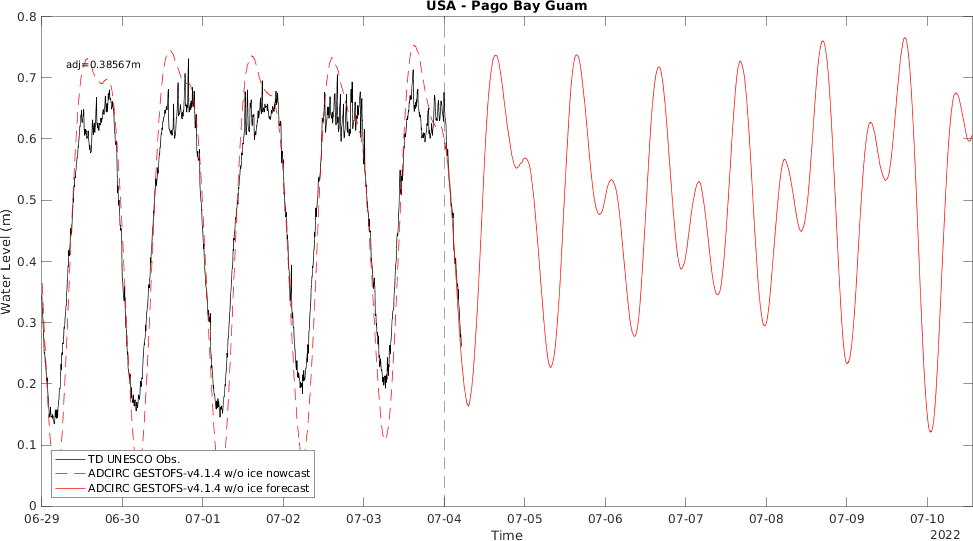 USA - Pago Bay Guam
adj=0.38567m
0.8
0.7
0.6
0.5
0.4
0.3
0.2
0.1
0
Water Level (m)
TD UNESCO Obs.
ADCIRC GESTOFS-v4.1.4 w/o ice nowcast
ADCIRC GESTOFS-v4.1.4 w/o ice forecast
06-29 06-30 07-01 07-02 07-03 07-04 07-05 07-06 07-07 07-08 07-09 07-10
Time
2022